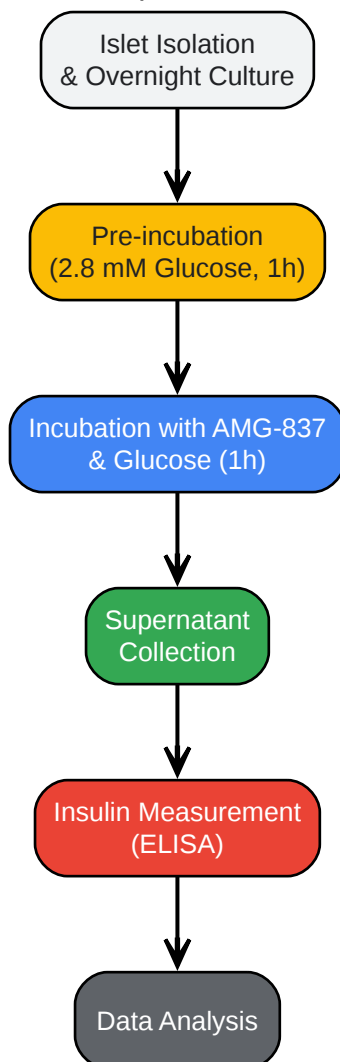 Islet Isolation
& Overnight Culture
Pre-incubation
(2.8 mM Glucose, 1h)
Incubation with AMG-837
& Glucose (1h)
Supernatant
Collection
Insulin Measurement
(ELISA)
Data Analysis